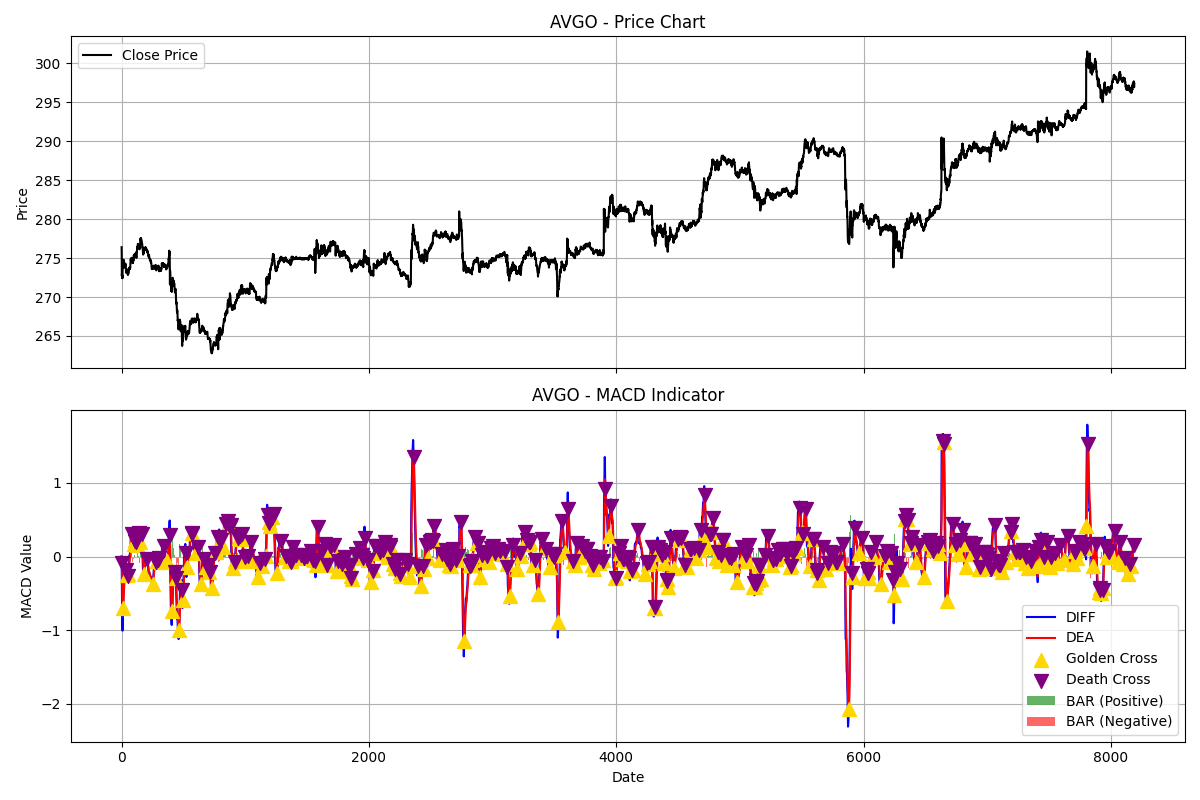 AVGO - Price Chart
Close Price
300
295
290
285
280
275
270
265
Price
AVGO - MACD Indicator
1
0
−1
−2
MACD Value
DIFF
DEA
Golden Cross
Death Cross
BAR (Positive)
BAR (Negative)
0 2000 4000 6000 8000
Date